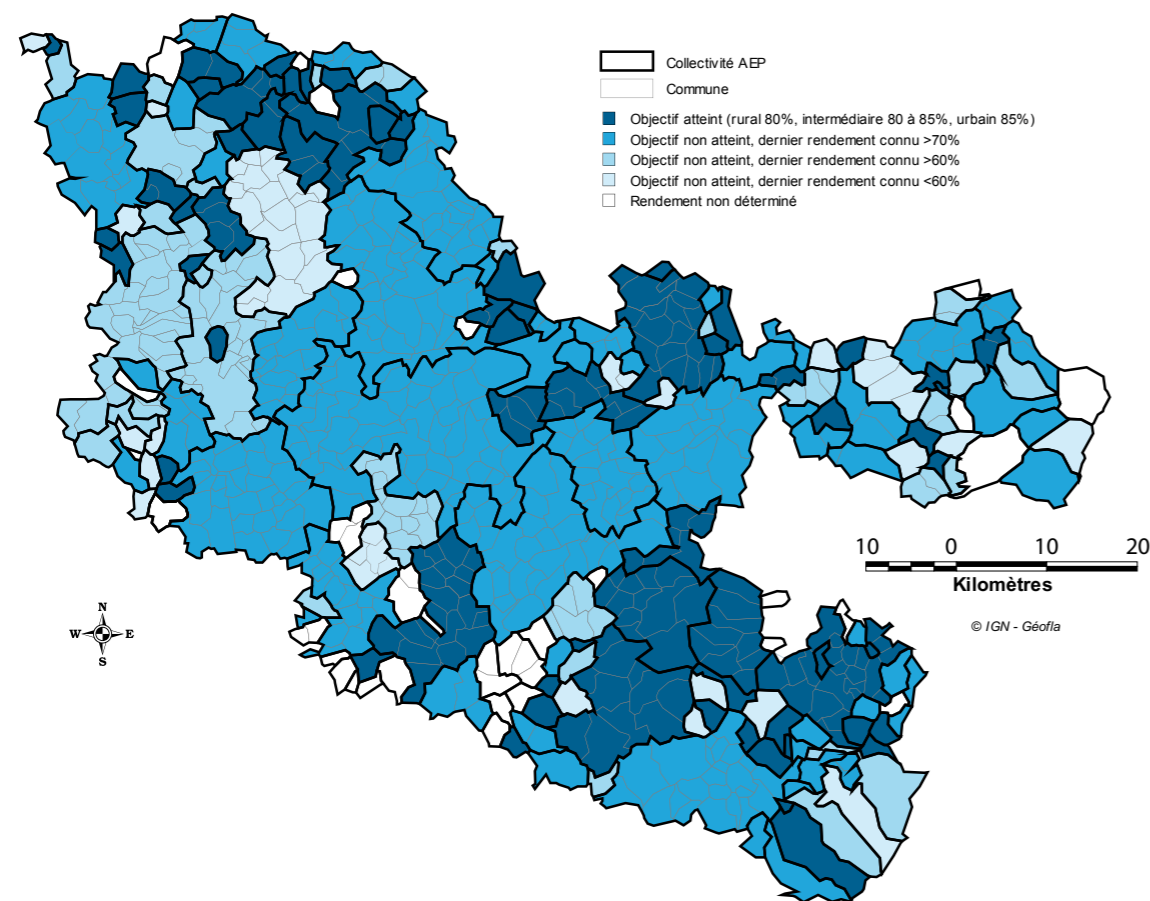 Collectivité AEP
Commune
Objectif atteint (rural 80%, intermédiaire 80 à 85%, urbain 85%)
Objectif non atteint, dernier rendement connu >70%
Objectif non atteint, dernier rendement connu >60%
Objectif non atteint, dernier rendement connu <60%
Rendement non déterminé
10 0 10 20
Kilomètres
© IGN - Géofla
N
W E
S